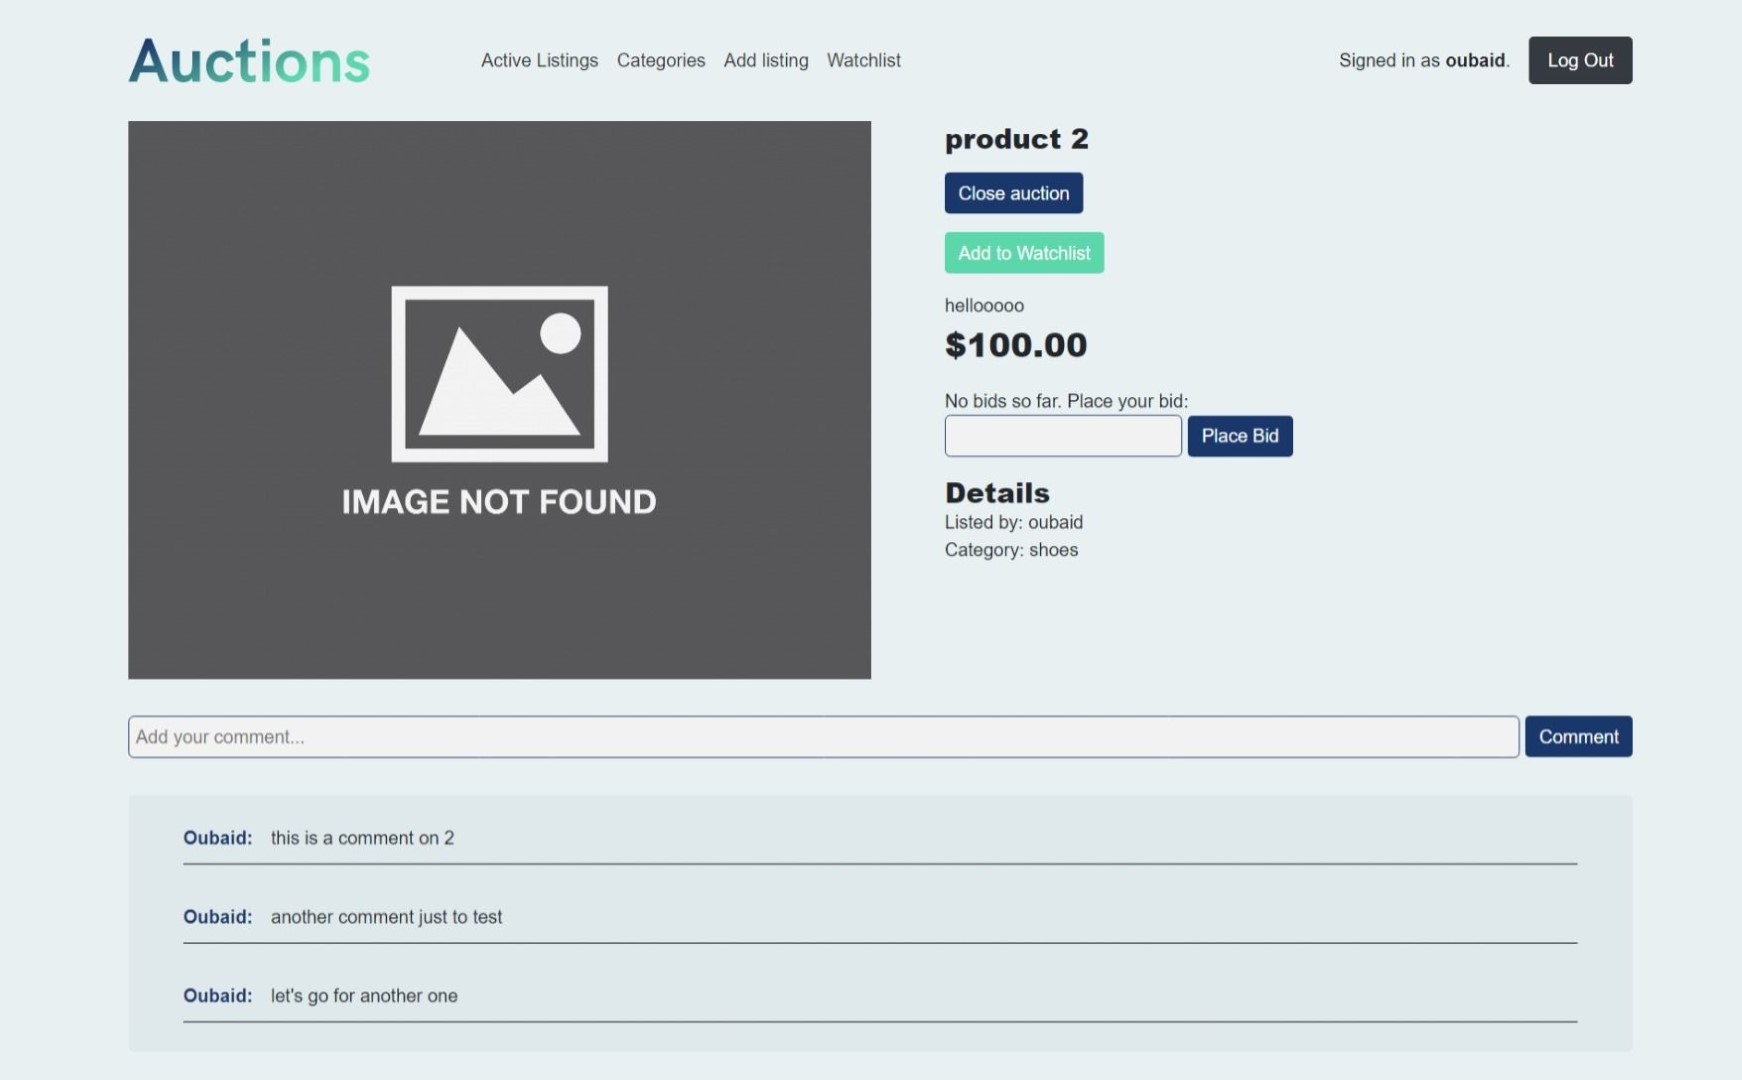 Auctions
Active Listings Categories Add listing Watchlist
Signed in as oubaid. Log Out
IMAGE NOT FOUND
product 2
Close auction
Add to Watchlist
hellooooo
$100.00
No bids so far. Place your bid:
Place Bid
Details
Listed by: oubaid
Category: shoes
Add your comment... Comment
Oubaid: this is a comment on 2
Oubaid: another comment just to test
Oubaid: let's go for another one